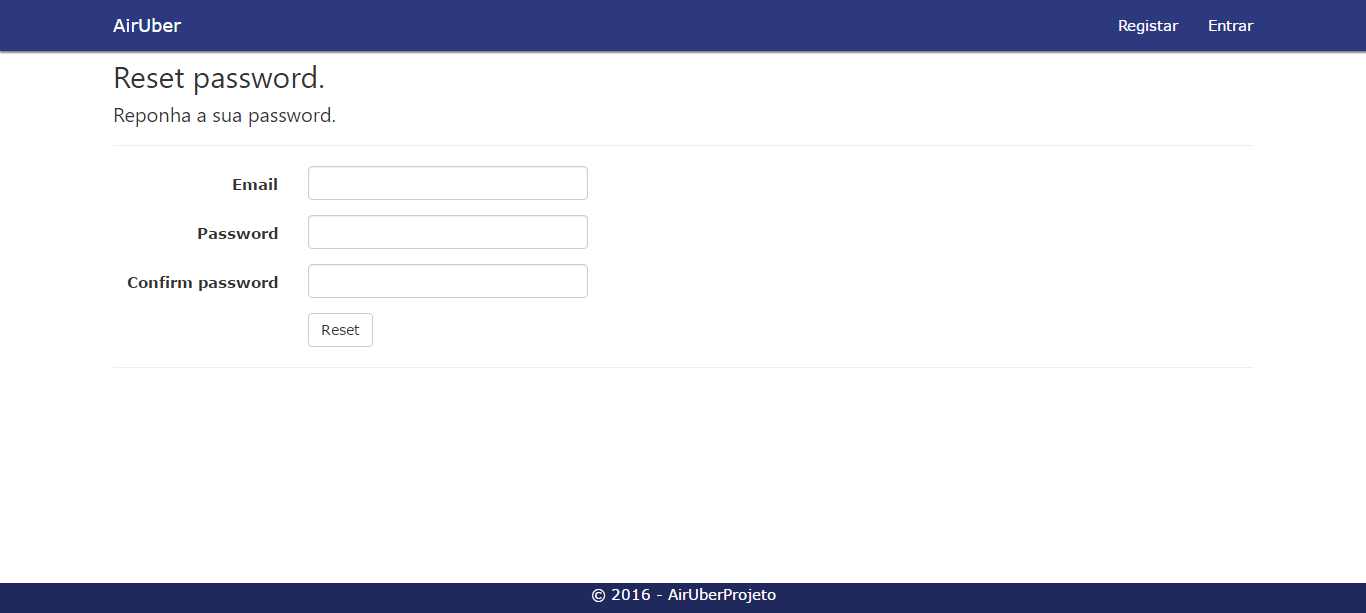 AirUber Registar Entrar
Reset password.
Reponha a sua password.
Email
Password
Confirm password
Reset
© 2016 - AirUberProjeto